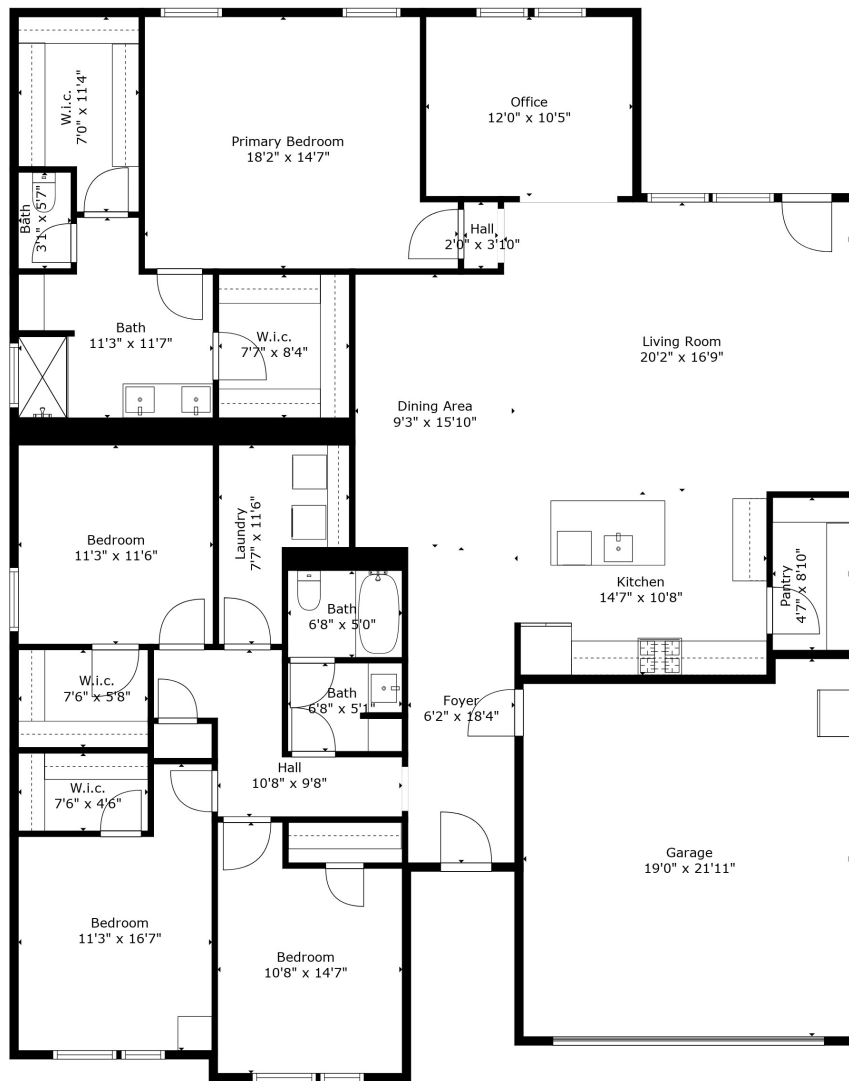 W.i.c.
7'0" x 11'4"
Primary Bedroom
18'2" x 14'7"
Office
12'0" x 10'5"
Bath
3'1" x 5'7"
Hall
2'0" x 3'10"
Bath
11'3" x 11'7"
W.i.c.
7'7" x 8'4"
Living Room
20'2" x 16'9"
Dining Area
9'3" x 15'10"
Bedroom
11'3" x 11'6"
Laundry
7'7" x 11'6"
Bath
6'8" x 5'0"
Kitchen
14'7" x 10'8"
Pantry
4'7" x 8'10"
W.i.c.
7'6" x 5'8"
Bath
6'8" x 5'1"
Foyer
6'2" x 18'4"
Hall
10'8" x 9'8"
W.i.c.
7'6" x 4'6"
Garage
19'0" x 21'11"
Bedroom
11'3" x 16'7"
Bedroom
10'8" x 14'7"